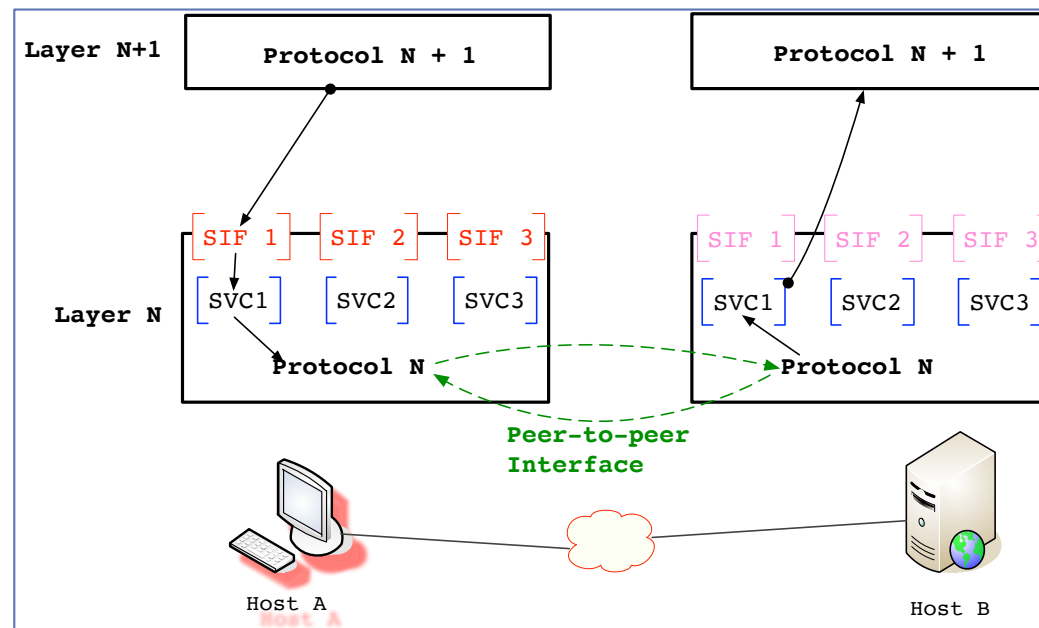 Layer N+1
Protocol N + 1
Protocol N + 1
SIF 1
SIF 2
SIF 3
SIF 1
SIF 2
SIF 3
Layer N
SVC1
SVC2
SVC3
SVC1
SVC2
SVC3
Protocol N
Protocol N
Peer-to-peer
Interface
Host A
Host A
Host B